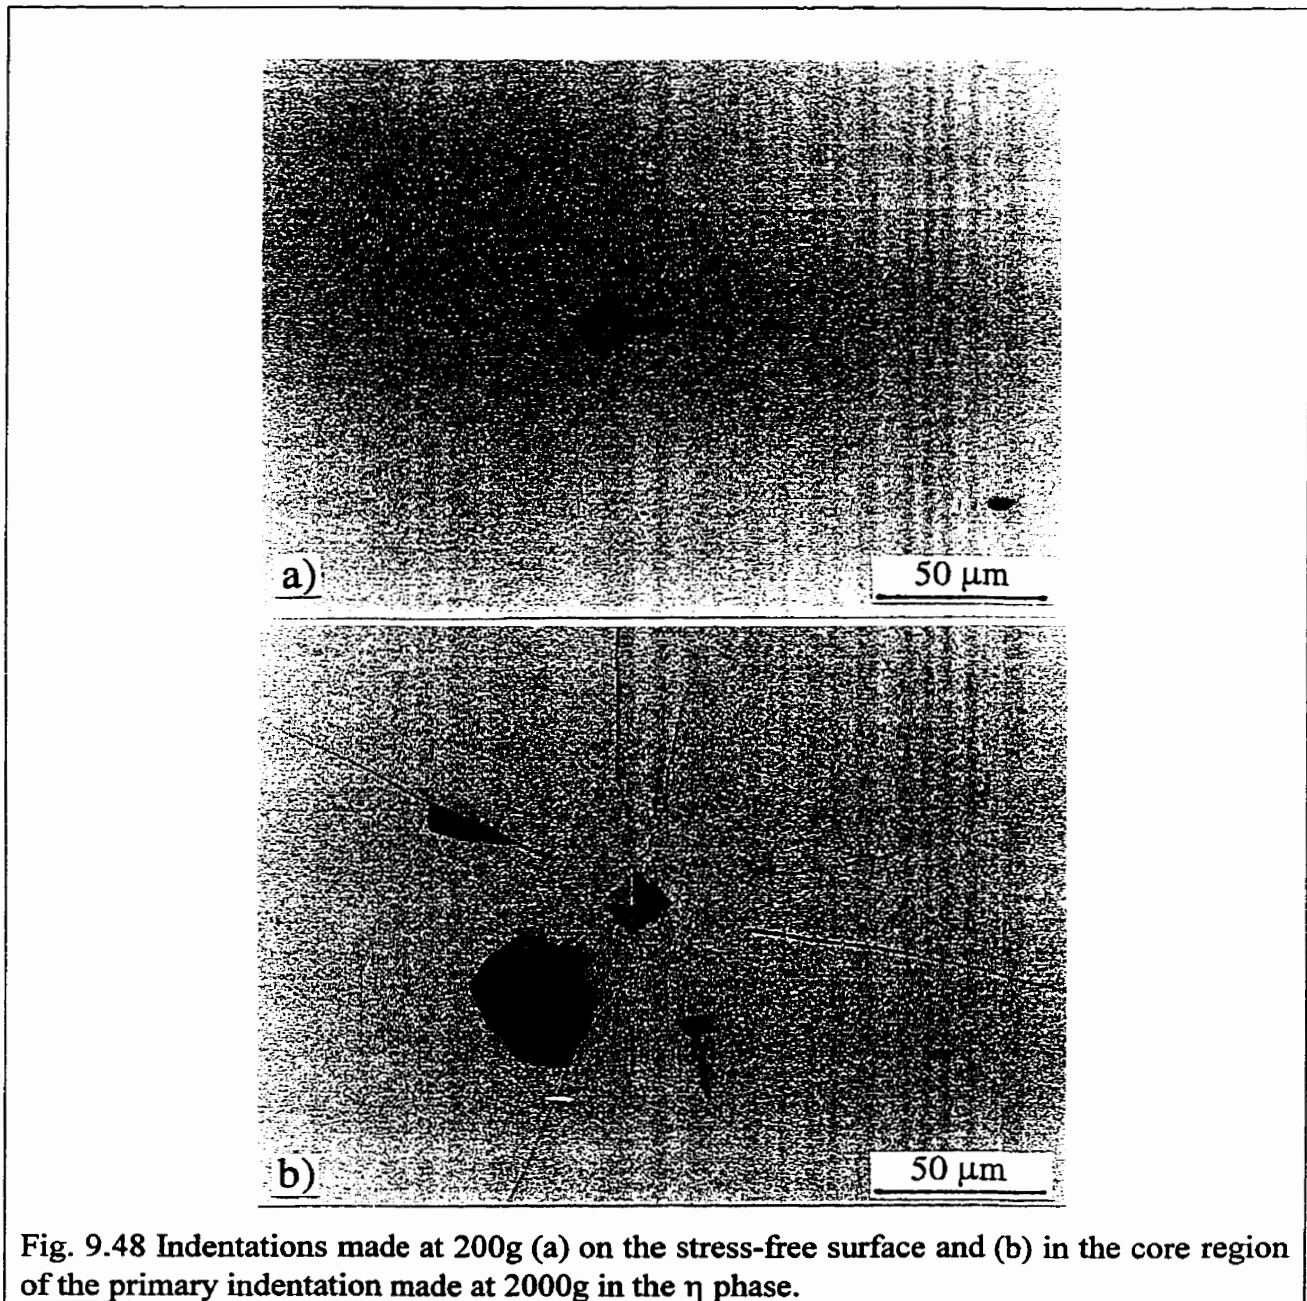 a)
50 μm
b)
50 μm
Fig. 9.48 Indentations made at 200g (a) on the stress-free surface and (b) in the core region
of the primary indentation made at 2000g in the η phase.